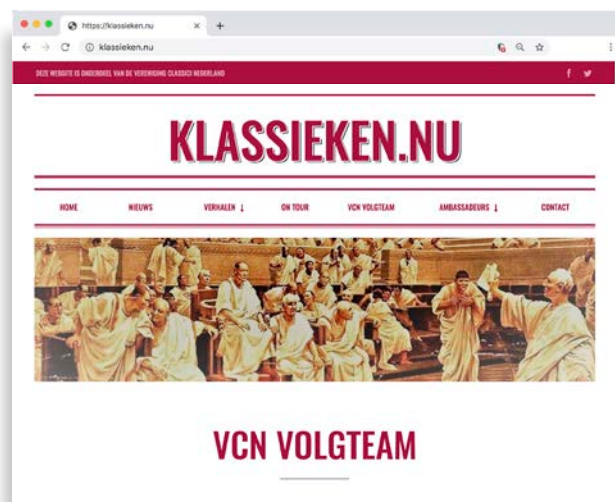 https://klassieken.nu
klassieken.nu
DEZE WEBSITE IS ONDERDEEL VAN DE VERENIGING CLASSICI NEDERLAND
KLASSIEKEN.NU
HOME NIEUWS VERHALEN ↓ ON TOUR VCN VOLGTEAM AMBASSADEURS ↓ CONTACT
VCN VOLGTEAM